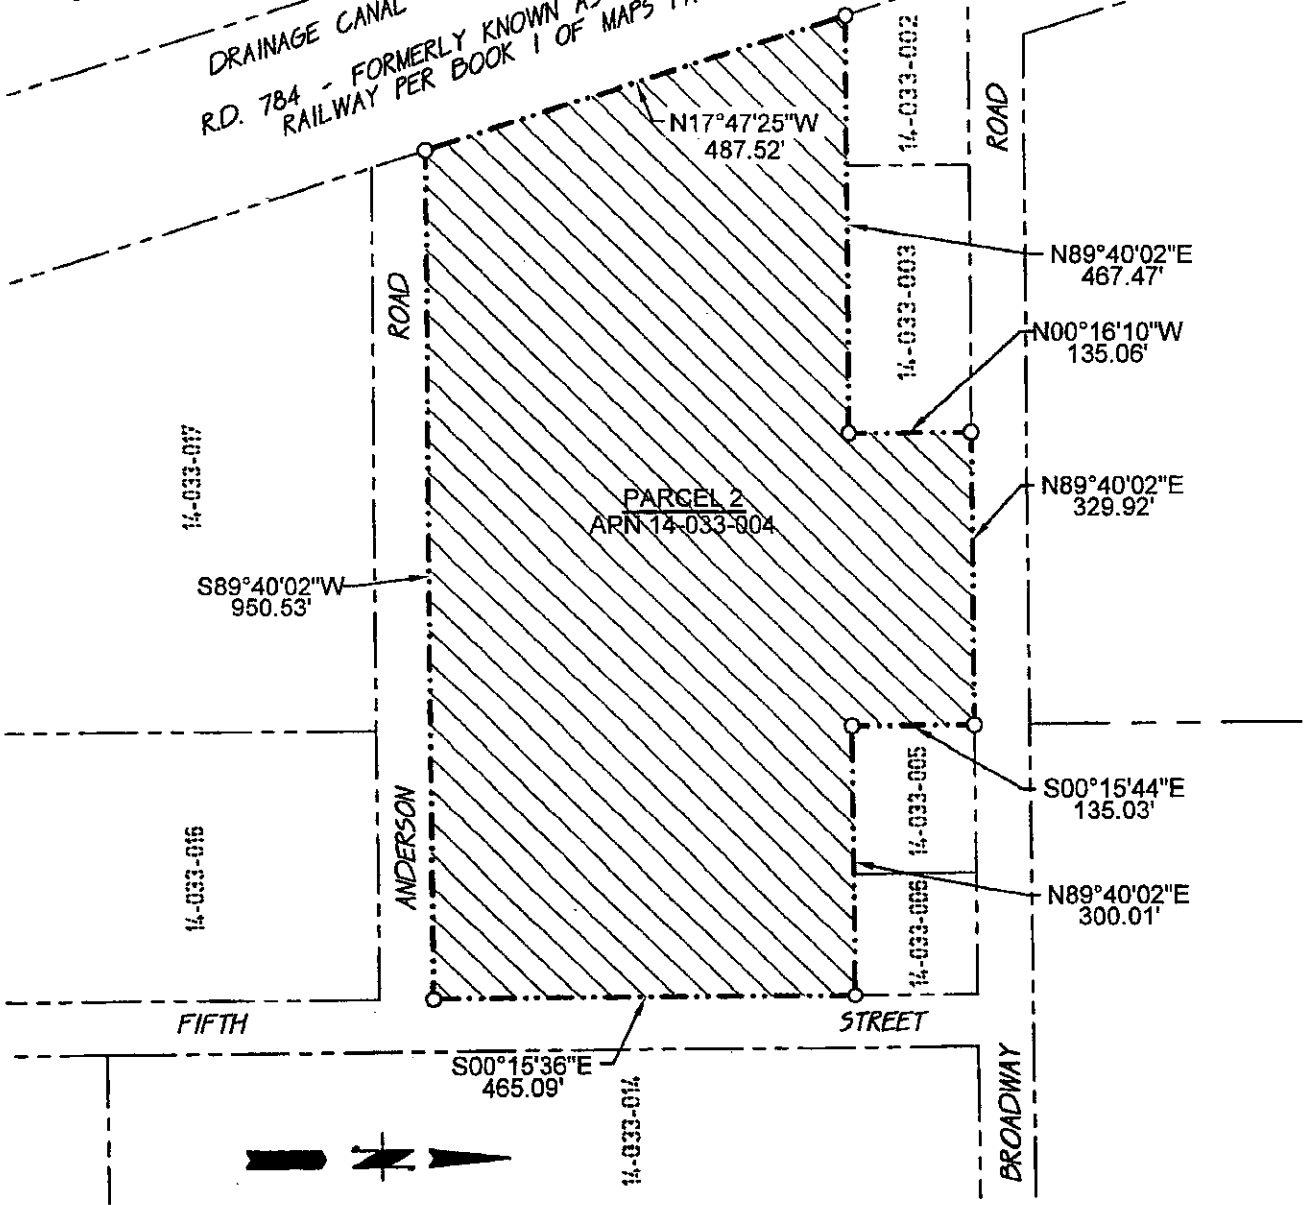 DRAINAGE CANAL
R.D. 784 - FORMERLY KNOWN AS
RAILWAY PER BOOK 1 OF MAPS
14-033-002
ROAD
N17°47'25"W
487.52'
14-033-003
N89°40'02"E
467.47'
ROAD
N00°16'10"W
135.06'
14-033-017
PARCEL 2
APN 14-033-004
N89°40'02"E
329.92'
S89°40'02"W
950.53'
14-033-005
S00°15'44"E
135.03'
ANDERSON
14-033-016
14-033-006
N89°40'02"E
300.01'
FIFTH
STREET
S00°15'36"E
465.09'
14-033-014
BROADWAY
N